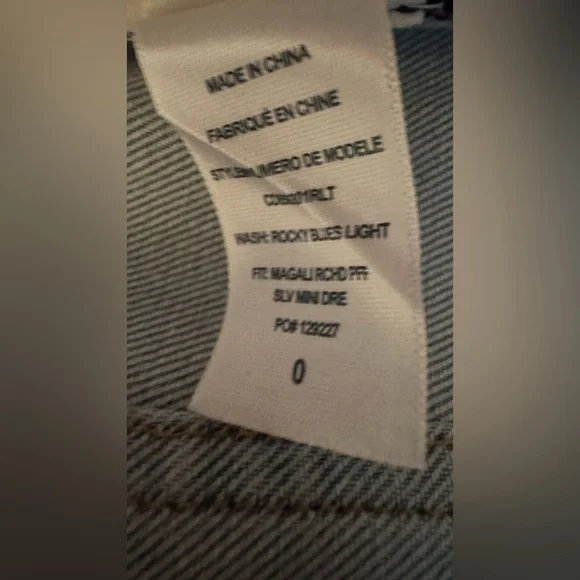 MADE IN CHINA
FABRIQUÉ EN CHINE
NUMERO DE MODELE
WASH: ROCKY BLUES LIGHT
FIT: MAGALI RCHD PFF
SLV MINI DRE
PO# 129227
0